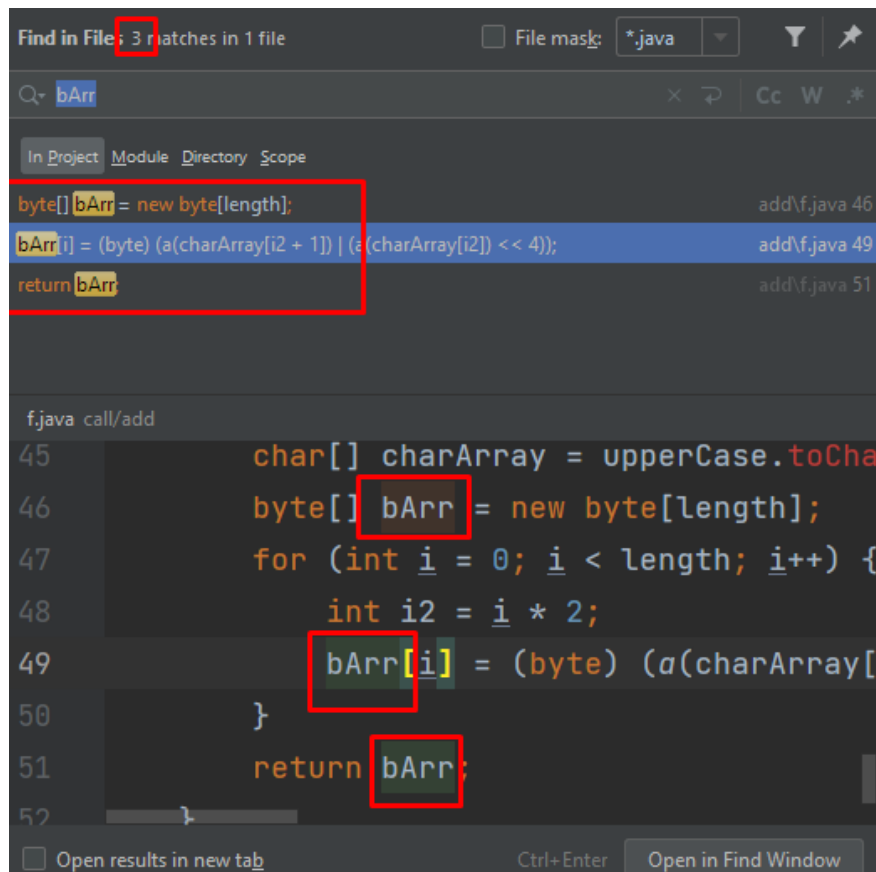 Find in Files 3 matches in 1 file File mask: *.java
bArr Cc W .*
In Project Module Directory Scope
byte[] bArr = new byte[length]; add\f.java 46
bArr[i] = (byte) (a(charArray[i2 + 1]) | (a(charArray[i2]) << 4)); add\f.java 49
return bArr; add\f.java 51
f.java call/add
45 char[] charArray = upperCase.toCha
46 byte[] bArr = new byte[length];
47 for (int i = 0; i < length; i++) {
48 int i2 = i * 2;
49 bArr[i] = (byte) (a(charArray[
50 }
51 return bArr;
52 }
Open results in new tab Ctrl+Enter Open in Find Window